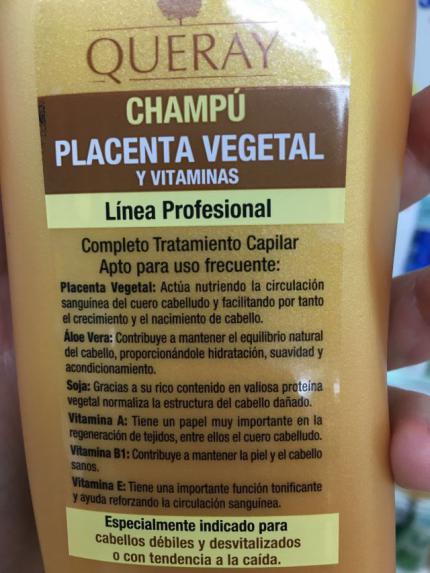 QUERAY
CHAMPÚ
PLACENTA VEGETAL
Y VITAMINAS
Línea Profesional
Completo Tratamiento Capilar
Apto para uso frecuente:
Placenta Vegetal: Actúa nutriendo la circulación
sanguínea del cuero cabelludo y facilitando por tanto
el crecimiento y el nacimiento de cabello.
Áloe Vera: Contribuye a mantener el equilibrio natural
del cabello, proporcionándole hidratación, suavidad y
acondicionamiento.
Soja: Gracias a su rico contenido en valiosa proteína
vegetal normaliza la estructura del cabello dañado.
Vitamina A: Tiene un papel muy importante en la
regeneración de tejidos, entre ellos el cuero cabelludo.
Vitamina B1: Contribuye a mantener la piel y el cabello
sanos.
Vitamina E: Tiene una importante función tonificante
y ayuda reforzando la circulación sanguínea.
Especialmente indicado para
cabellos débiles y desvitalizados
o con tendencia a la caída.